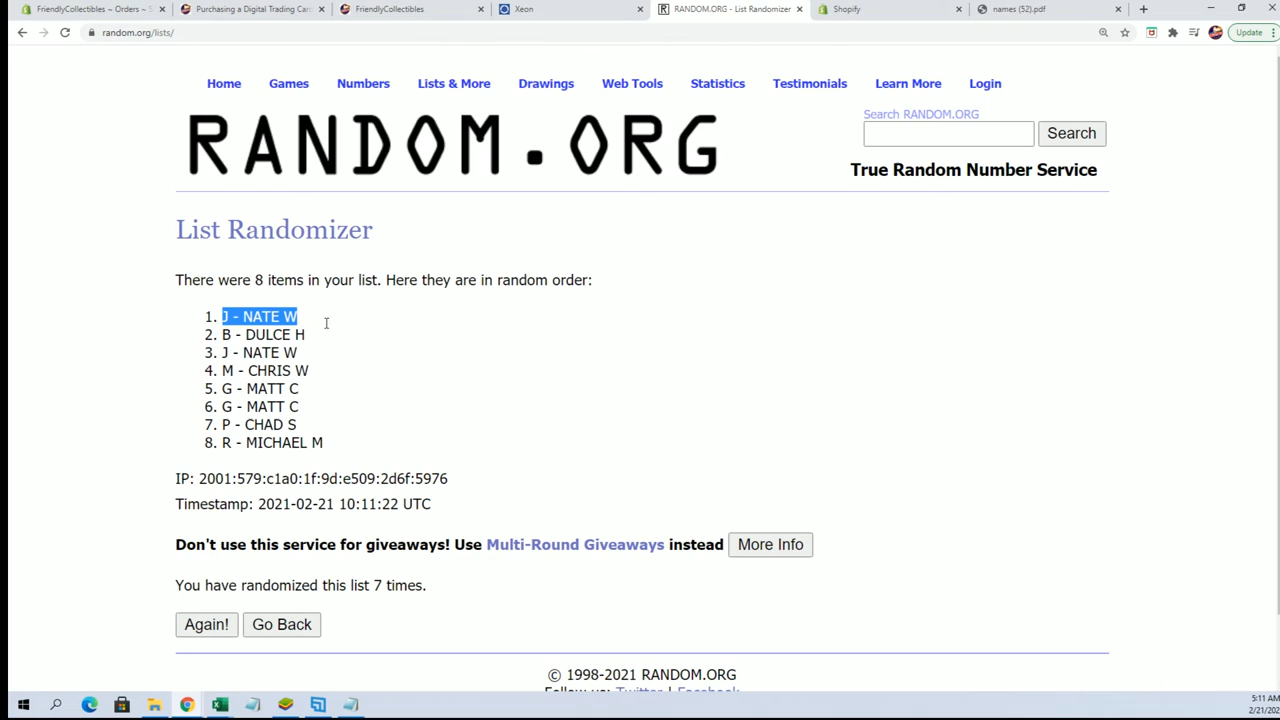 FriendlyCollectibles ~ Orders ~ S
Purchasing a Digital Trading Card
FriendlyCollectibles
Xeon
RANDOM.ORG - List Randomizer
Shopify
names (52).pdf
random.org/lists/
Update
Home Games Numbers Lists & More Drawings Web Tools Statistics Testimonials Learn More Login
RANDOM.ORG
Search RANDOM.ORG
Search
True Random Number Service
List Randomizer
There were 8 items in your list. Here they are in random order:
1. J - NATE W
2. B - DULCE H
3. J - NATE W
4. M - CHRIS W
5. G - MATT C
6. G - MATT C
7. P - CHAD S
8. R - MICHAEL M
IP: 2001:579:c1a0:1f:9d:e509:2d6f:5976
Timestamp: 2021-02-21 10:11:22 UTC
Don't use this service for giveaways! Use Multi-Round Giveaways instead More Info
You have randomized this list 7 times.
Again! Go Back
© 1998-2021 RANDOM.ORG
Follow us: Twitter | Facebook
5:11 AM
2/21/202